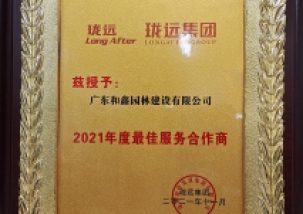 珑远 珑远集团
Long After LONGAFTER GROUP
兹授予：
广东和鑫园林建设有限公司
2021年度最佳服务合作商
珑远集团
二〇二一年十一月